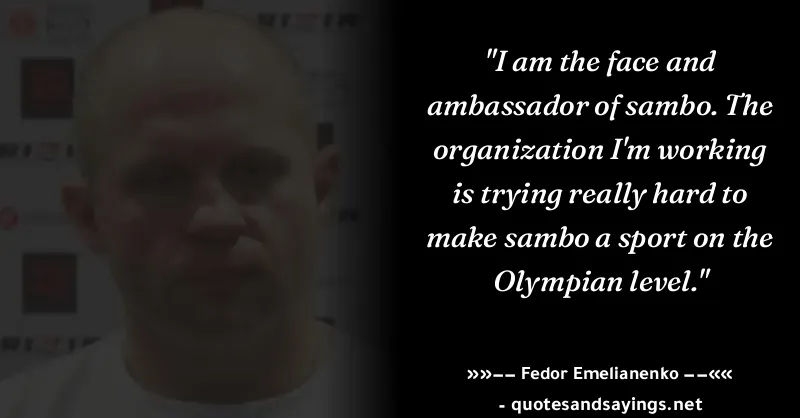 "I am the face and
ambassador of sambo. The
organization I'm working
is trying really hard to
make sambo a sport on the
Olympian level."
»»–– Fedor Emelianenko ––««
- quotesandsayings.net